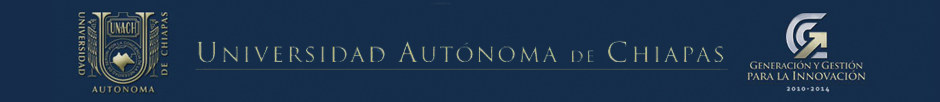 UNIVERSIDAD
UNACH
DE CHIAPAS
AUTONOMA
UNIVERSIDAD AUTÓNOMA DE CHIAPAS
GENERACIÓN Y GESTIÓN
PARA LA INNOVACIÓN
2010-2014